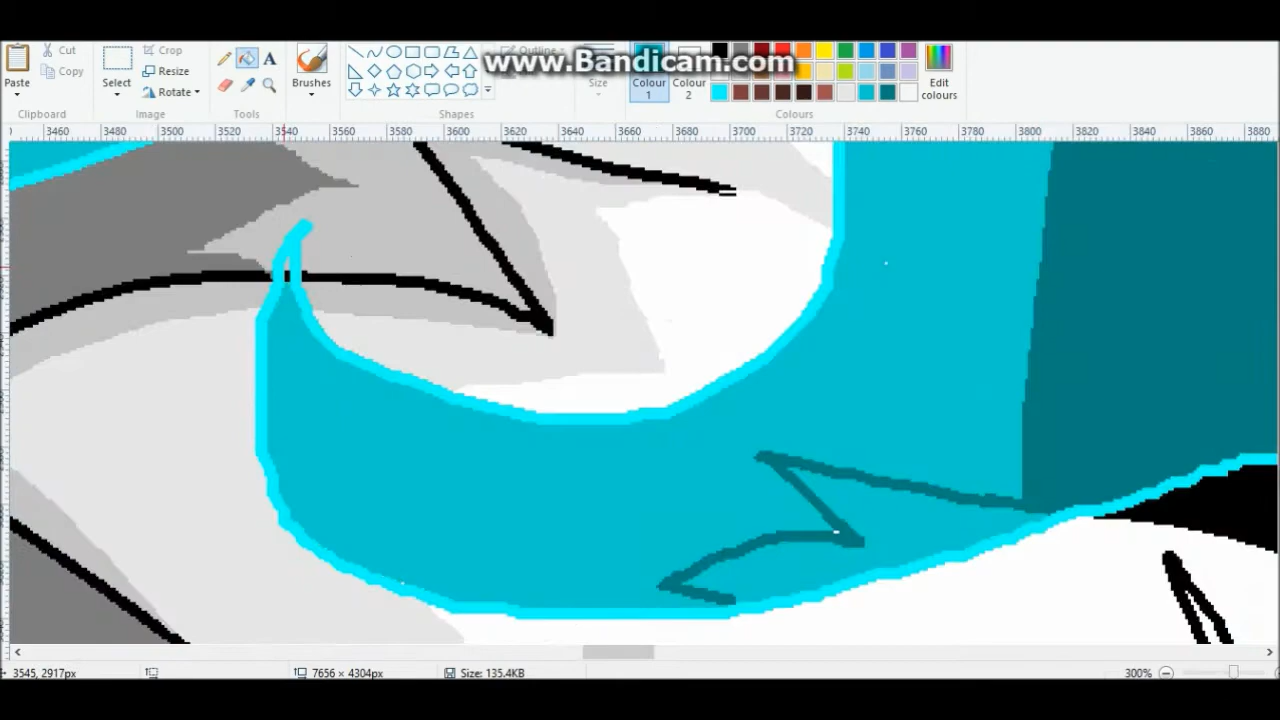 Cut
Crop
Outline
www.Bandicam.com
Copy
Resize
Paste
Select
Rotate
Brushes
Size
Colour 1
Colour 2
Edit colours
Clipboard
Image
Tools
Shapes
Colours
3460 3480 3500 3520 3540 3560 3580 3600 3620 3640 3660 3680 3700 3720 3740 3760 3780 3800 3820 3840 3860 3880
3545, 2917px
7656 × 4304px
Size: 135.4KB
300%